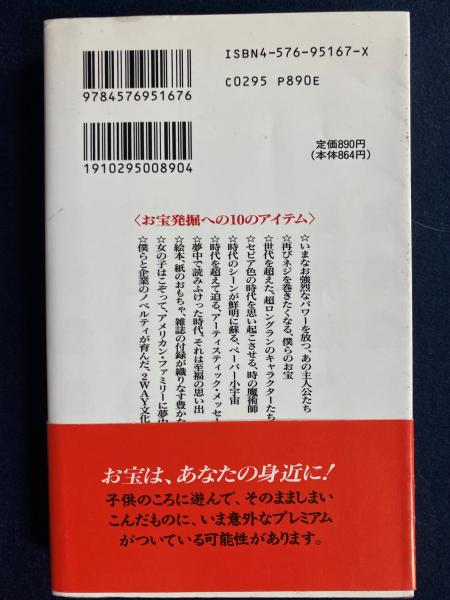 ISBN4-576-95167-X
C0295 P890E
9784576951676
1910295008904
定価890円
(本体864円)
〈お宝発掘への10のアイテム〉
☆いまなお強烈なパワーを放つ、あの主人公たち
☆再びネジを巻きたくなる、僕らのお宝
☆世代を超えた、超ロングランのキャラクターたち
☆セピア色の時代を思い起こさせる、時の魔術師
☆時代のシーンが鮮明に蘇る、ペーパー小宇宙
☆時代を超えて迫る、アーティスティック・メッセー
☆夢中で読みふけった時代、それは至福の思い出
☆絵本、紙のおもちゃ、雑誌の付録が織りなす豊かな
☆女の子はこぞって、アメリカン・ファミリーに夢中
☆僕らと企業のノベルティが育んだ、2WAY文化
お宝は、あなたの身近に!
子供のころに遊んで、そのまましまい
こんだものに、いま意外なプレミアム
がついている可能性があります。